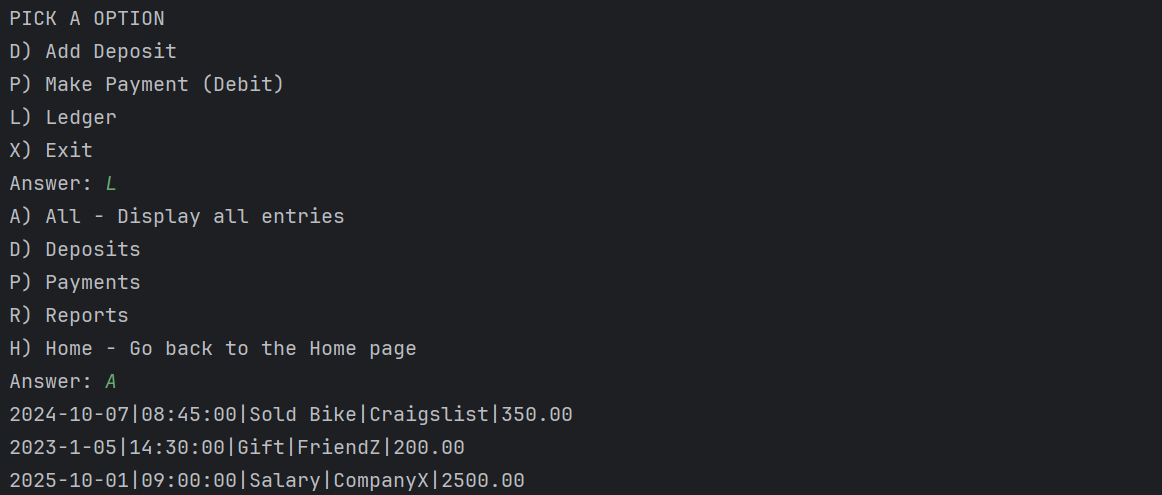 PICK A OPTION
D) Add Deposit
P) Make Payment (Debit)
L) Ledger
X) Exit
Answer: L
A) All - Display all entries
D) Deposits
P) Payments
R) Reports
H) Home - Go back to the Home page
Answer: A
2024-10-07|08:45:00|Sold Bike|Craigslist|350.00
2023-1-05|14:30:00|Gift|FriendZ|200.00
2025-10-01|09:00:00|Salary|CompanyX|2500.00